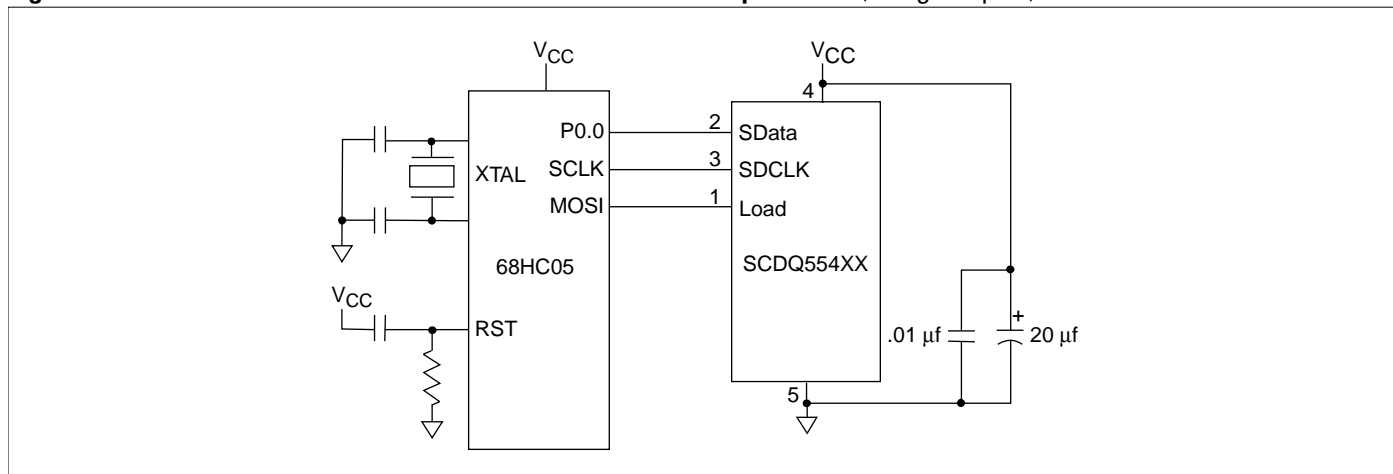 VCC
VCC
4
P0.0
2
SData
XTAL
SCLK
3
SDCLK
MOSI
1
Load
68HC05
SCDQ554XX
VCC
RST
.01 µf
+
20 µf
5